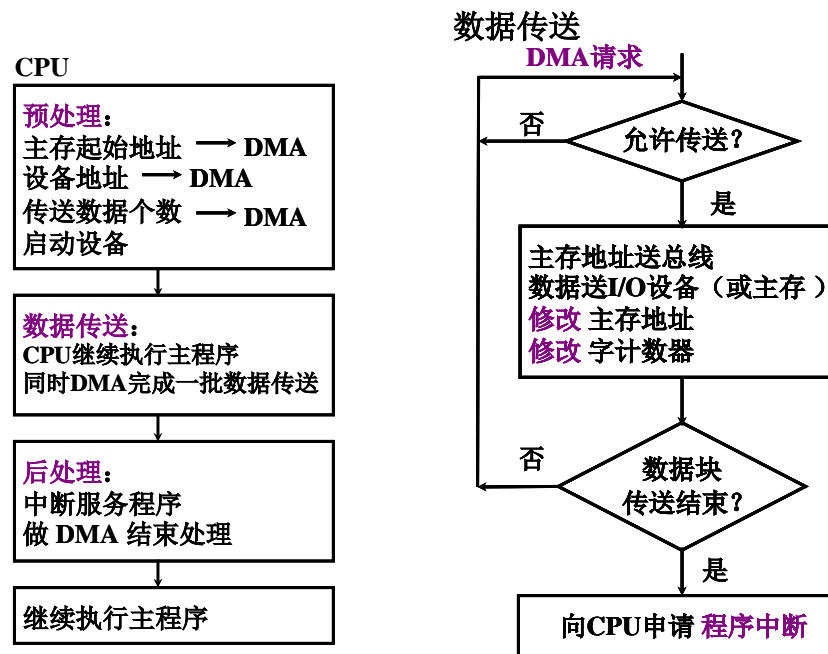 CPU
预处理：
主存起始地址 → DMA
设备地址 → DMA
传送数据个数 → DMA
启动设备
数据传送：
CPU继续执行主程序
同时DMA完成一批数据传送
后处理：
中断服务程序
做 DMA 结束处理
继续执行主程序
数据传送
DMA请求
否
允许传送？
是
主存地址送总线
数据送I/O设备（或主存 ）
修改 主存地址
修改 字计数器
否
数据块
传送结束？
是
向CPU申请 程序中断